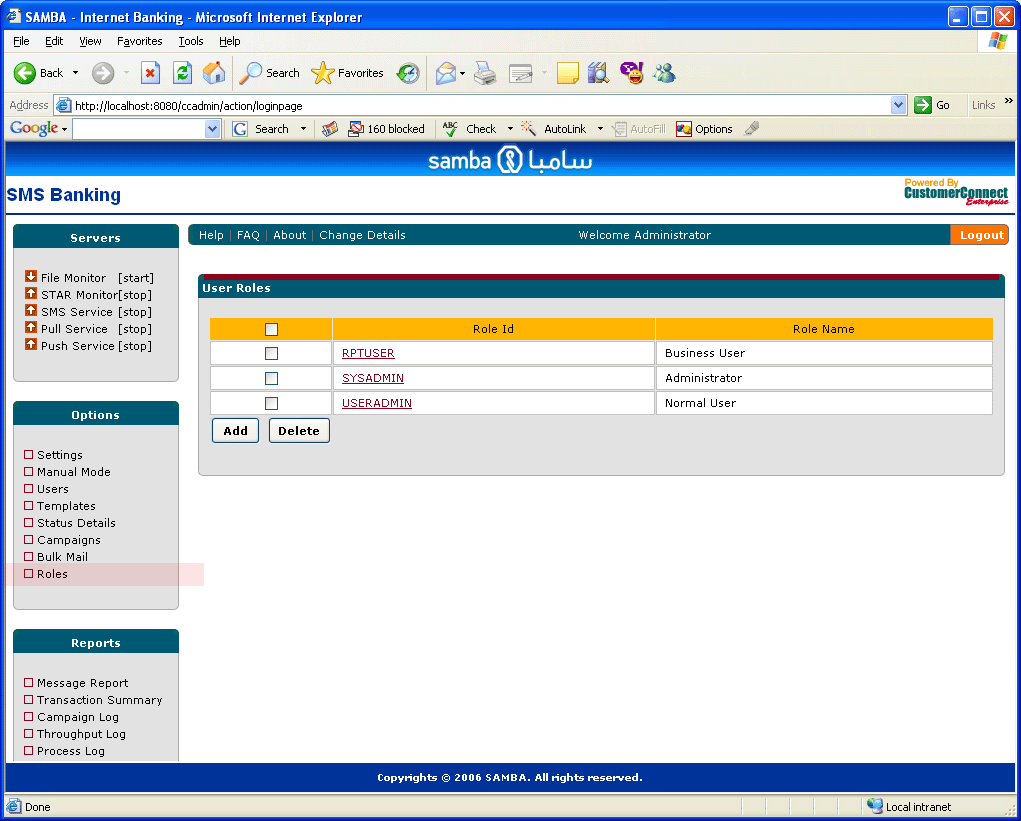 SAMBA - Internet Banking - Microsoft Internet Explorer
File Edit View Favorites Tools Help
Back Search Favorites
Address http://localhost:8080/ccadmin/action/loginpage Go Links »
Google G Search 160 blocked ABC Check AutoLink AutoFill Options
samba سامبا
SMS Banking
Powered By
CustomerConnect
Enterprise
Servers
File Monitor [start]
STAR Monitor[stop]
SMS Service [stop]
Pull Service [stop]
Push Service [stop]
Help | FAQ | About | Change Details Welcome Administrator Logout
User Roles
Role Id Role Name
RPTUSER Business User
SYSADMIN Administrator
USERADMIN Normal User
Add Delete
Options
Settings
Manual Mode
Users
Templates
Status Details
Campaigns
Bulk Mail
Roles
Reports
Message Report
Transaction Summary
Campaign Log
Throughput Log
Process Log
Copyrights © 2006 SAMBA. All rights reserved.
Done Local intranet